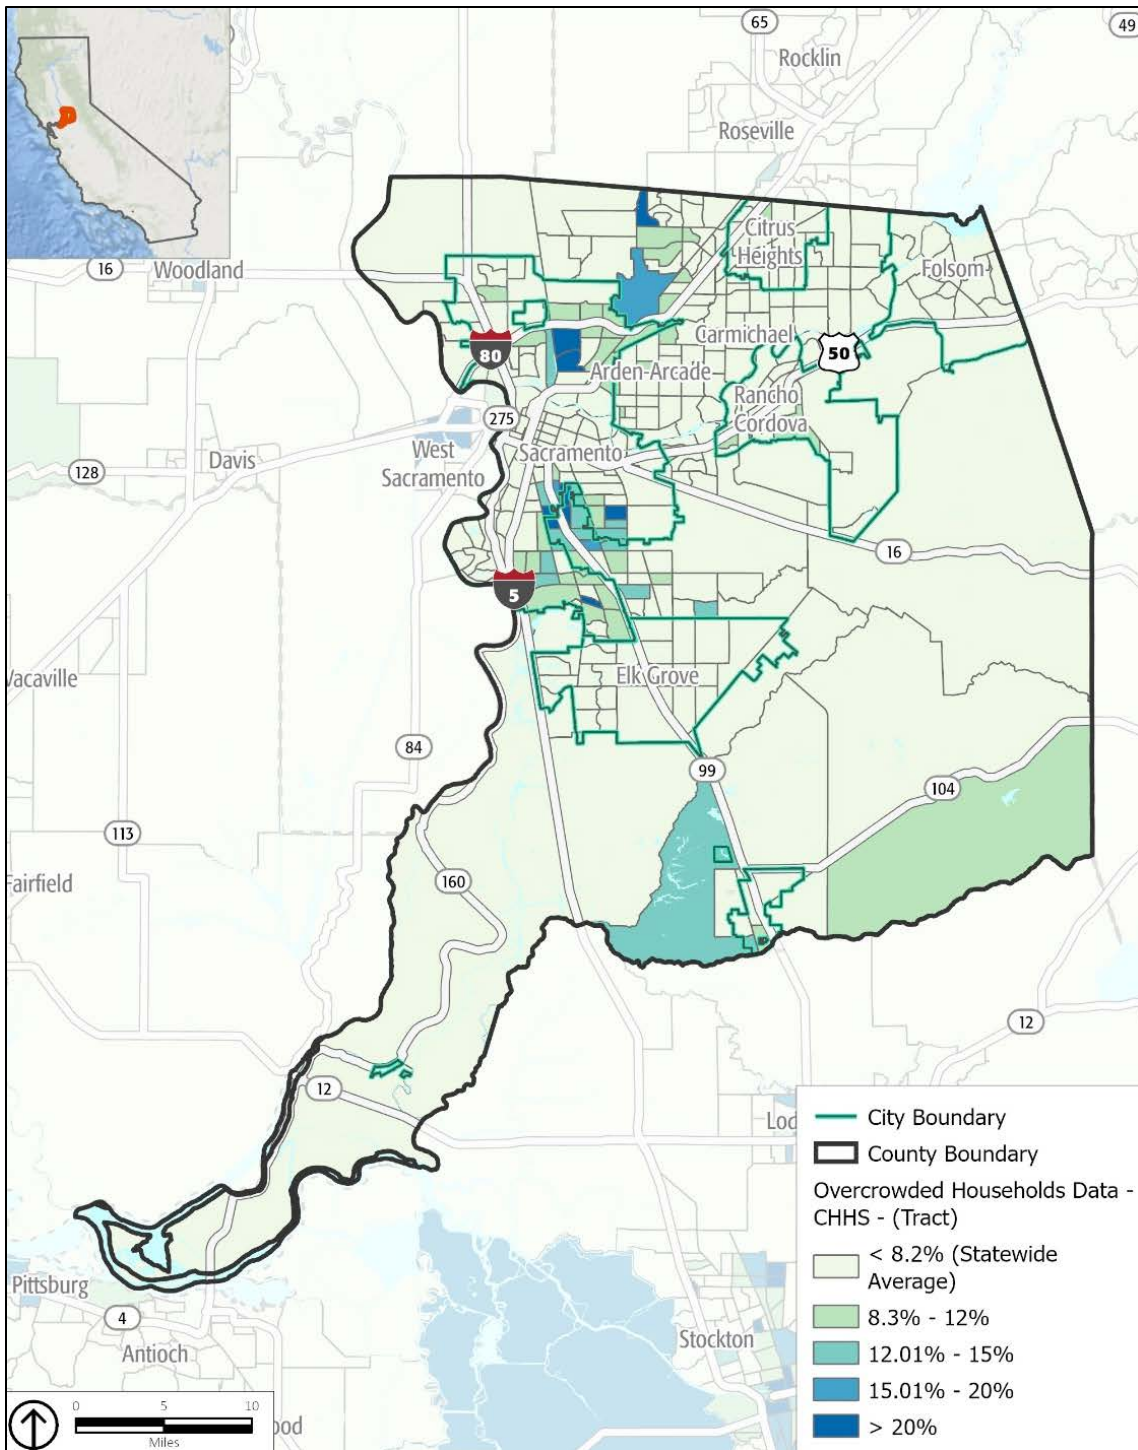 65
49
Rocklin
Roseville
Citrus
Heights
16
Woodland
Folsom
80
Carmichael
50
Arden-Arcade
Rancho
Cordova
275
West
Sacramento
Sacramento
128
Davis
16
5
Vacaville
Elk Grove
84
99
104
113
Fairfield
160
12
12
Lod
City Boundary
County Boundary
Overcrowded Households Data -
CHHS - (Tract)
< 8.2% (Statewide
Average)
8.3% - 12%
12.01% - 15%
15.01% - 20%
> 20%
Pittsburg
4
Antioch
Stockton
0 5 10
Miles
ood